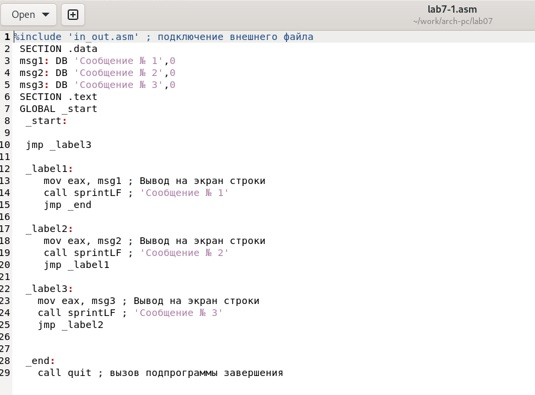 Open
lab7-1.asm
~/work/arch-pc/lab07
1 %include 'in_out.asm' ; подключение внешнего файла
2 SECTION .data
3 msg1: DB 'Сообщение № 1',0
4 msg2: DB 'Сообщение № 2',0
5 msg3: DB 'Сообщение № 3',0
6 SECTION .text
7 GLOBAL _start
8 _start:
9
10 jmp _label3
11
12 _label1:
13 mov eax, msg1 ; Вывод на экран строки
14 call sprintLF ; 'Сообщение № 1'
15 jmp _end
16
17 _label2:
18 mov eax, msg2 ; Вывод на экран строки
19 call sprintLF ; 'Сообщение № 2'
20 jmp _label1
21
22 _label3:
23 mov eax, msg3 ; Вывод на экран строки
24 call sprintLF ; 'Сообщение № 3'
25 jmp _label2
26
27
28 _end:
29 call quit ; вызов подпрограммы завершения